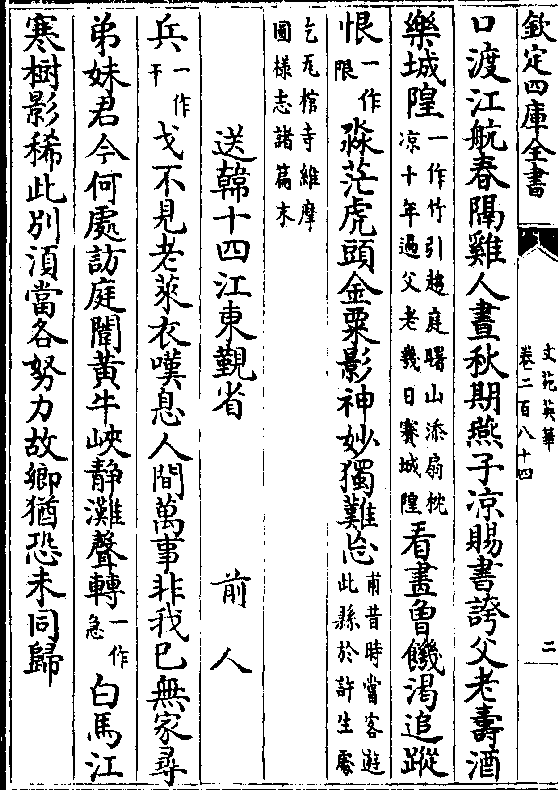 欽定四庫全書
文苑英華
卷二百八十四
二
口渡江航春隔雞人晝秋期燕子凉賜書誇父老壽酒
樂城隍一作竹引趍庭曙山添扇枕凉十年過父老幾日賽城隍看畫曾饑渴追蹤
恨一作限淼茫虎頭金粟影神妙獨難忘甫昔時嘗客遊此縣於許生處
乞瓦棺寺維摩圖様志諸篇末
送韓十四江東覲省 前人
兵一作干戈不見老萊衣嘆息人間萬事非我已無家尋
弟妹君今何處訪庭闈黄牛峽静灘聲轉一作急白馬江
寒樹影稀此别湏當各努力故鄉猶恐未同歸